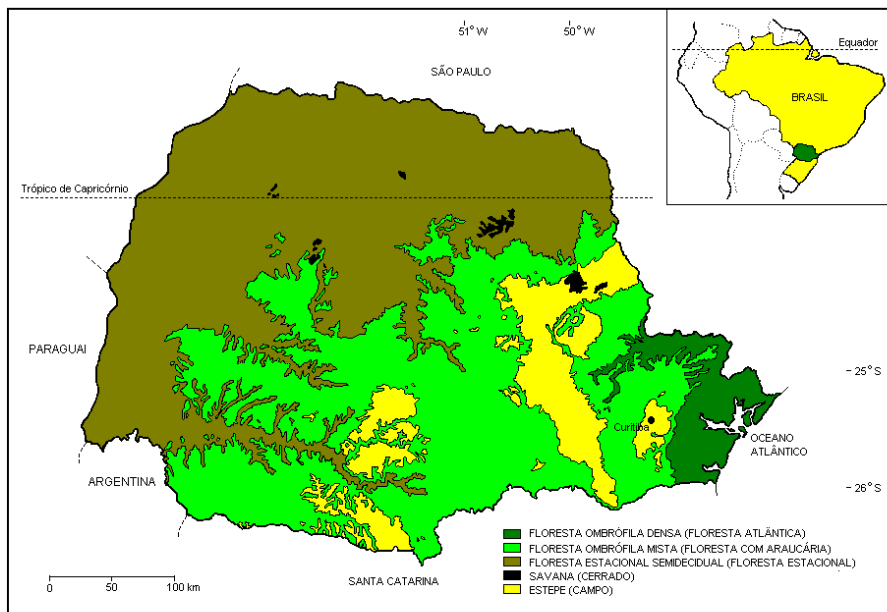 51° W
50° W
SÃO PAULO
Equador
BRASIL
Trópico de Capricórnio
PARAGUAI
25° S
Curitiba
OCEANO
ATLÂNTICO
ARGENTINA
26° S
FLORESTA OMBRÓFILA DENSA (FLORESTA ATLÂNTICA)
FLORESTA OMBRÓFILA MISTA (FLORESTA COM ARAUCÁRIA)
FLORESTA ESTACIONAL SEMIDECIDUAL (FLORESTA ESTACIONAL)
SAVANA (CERRADO)
ESTEPE (CAMPO)
0 50 100 km
SANTA CATARINA